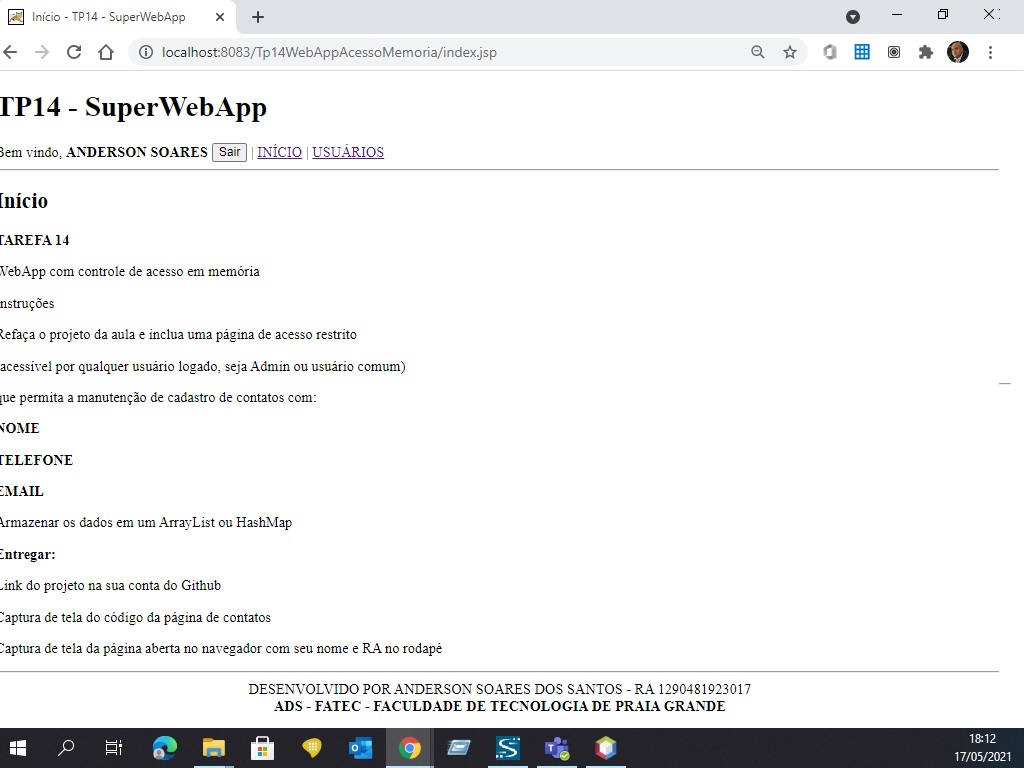 Início - TP14 - SuperWebApp
localhost:8083/Tp14WebAppAcessoMemoria/index.jsp
TP14 - SuperWebApp
Bem vindo, ANDERSON SOARES Sair | INÍCIO | USUÁRIOS
Início
TAREFA 14
WebApp com controle de acesso em memória
nstruções
Refaça o projeto da aula e inclua uma página de acesso restrito
acessível por qualquer usuário logado, seja Admin ou usuário comum)
que permita a manutenção de cadastro de contatos com:
NOME
TELEFONE
EMAIL
Armazenar os dados em um ArrayList ou HashMap
Entregar:
Link do projeto na sua conta do Github
Captura de tela do código da página de contatos
Captura de tela da página aberta no navegador com seu nome e RA no rodapé
DESENVOLVIDO POR ANDERSON SOARES DOS SANTOS - RA 1290481923017
ADS - FATEC - FACULDADE DE TECNOLOGIA DE PRAIA GRANDE
18:12
17/05/2021